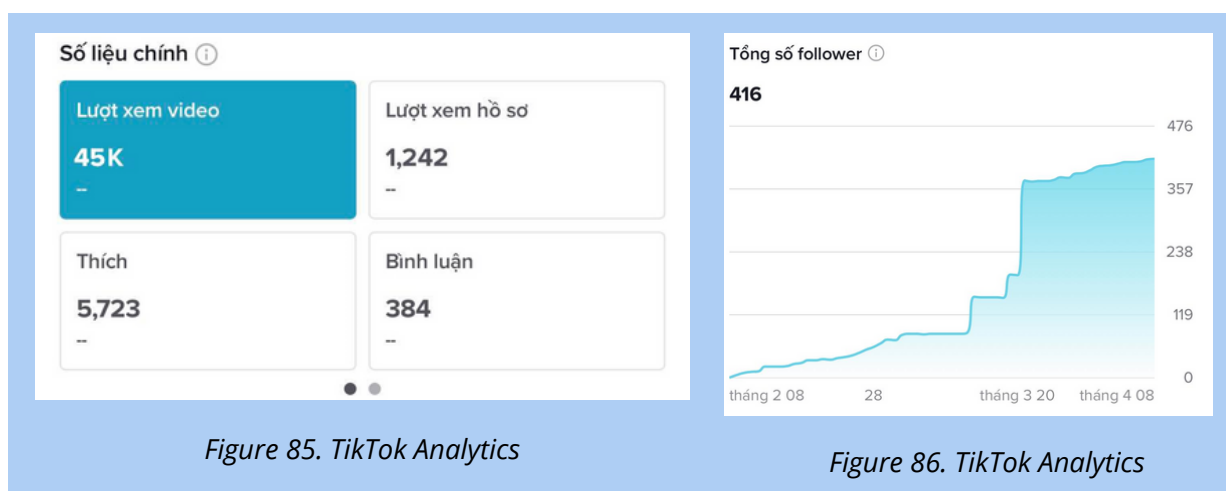 Số liệu chính
Lượt xem video
45K
--
Lượt xem hồ sơ
1,242
--
Thích
5,723
--
Bình luận
384
--
Figure 85. TikTok Analytics
Tổng số follower
416
476
357
238
119
0
tháng 2 08 28 tháng 3 20 tháng 4 08
Figure 86. TikTok Analytics